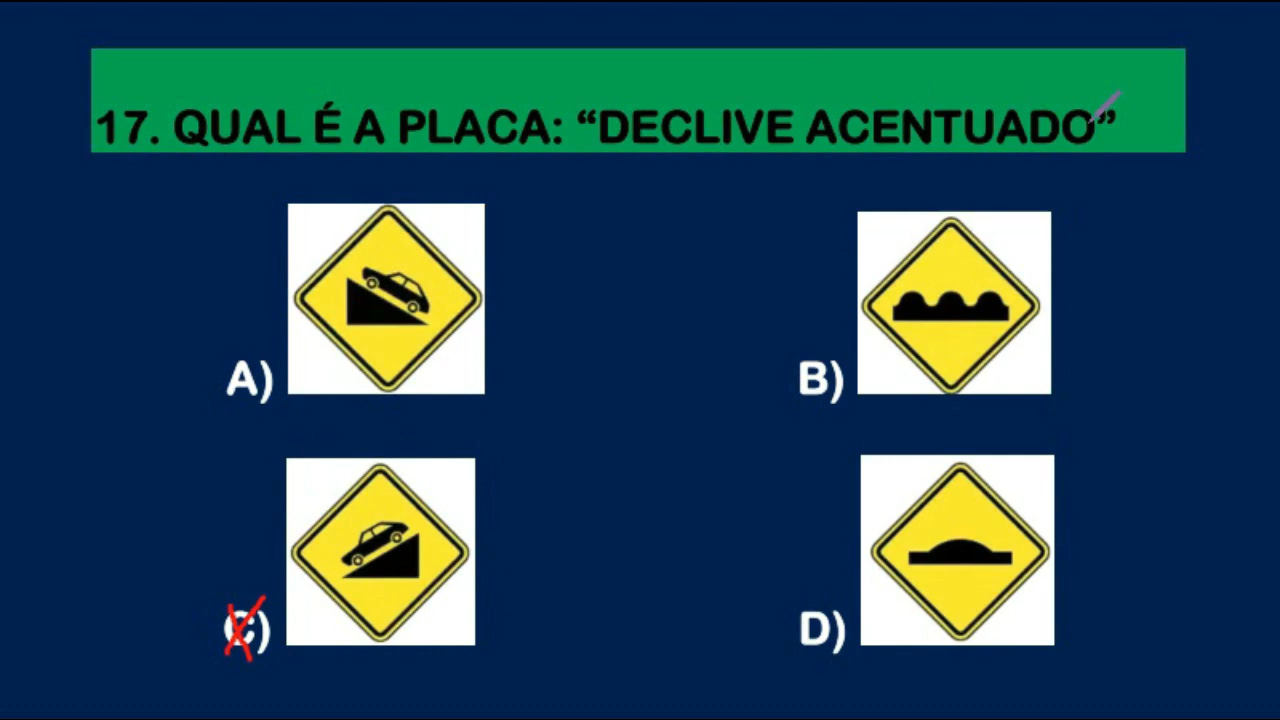 17. QUAL É A PLACA: “DECLIVE ACENTUADO”
A)
B)
C)
D)